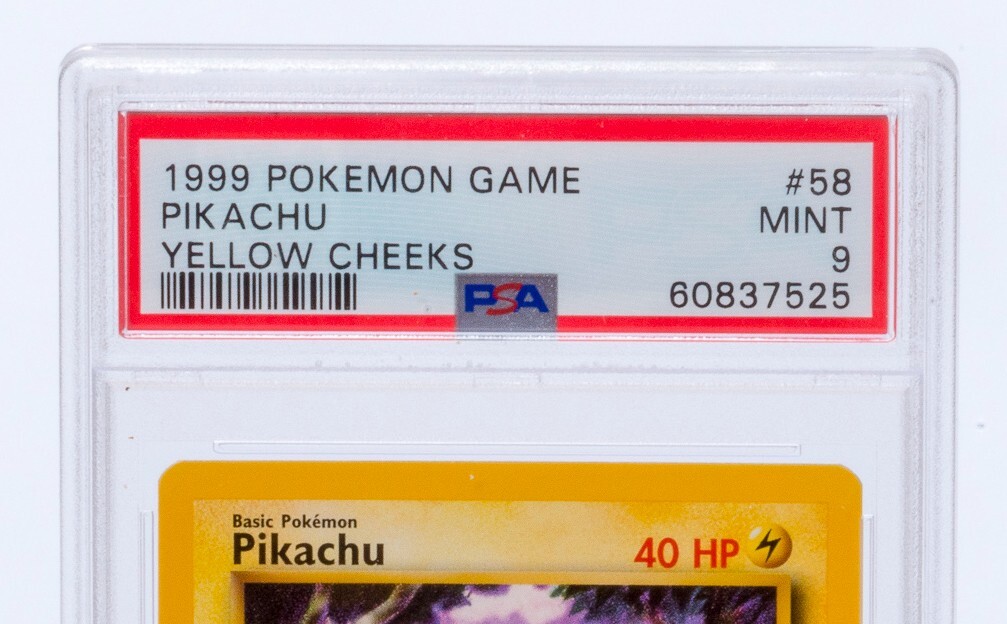 1999 POKEMON GAME #58
PIKACHU MINT
YELLOW CHEEKS 9
PSA 60837525
Basic Pokémon
Pikachu 40 HP